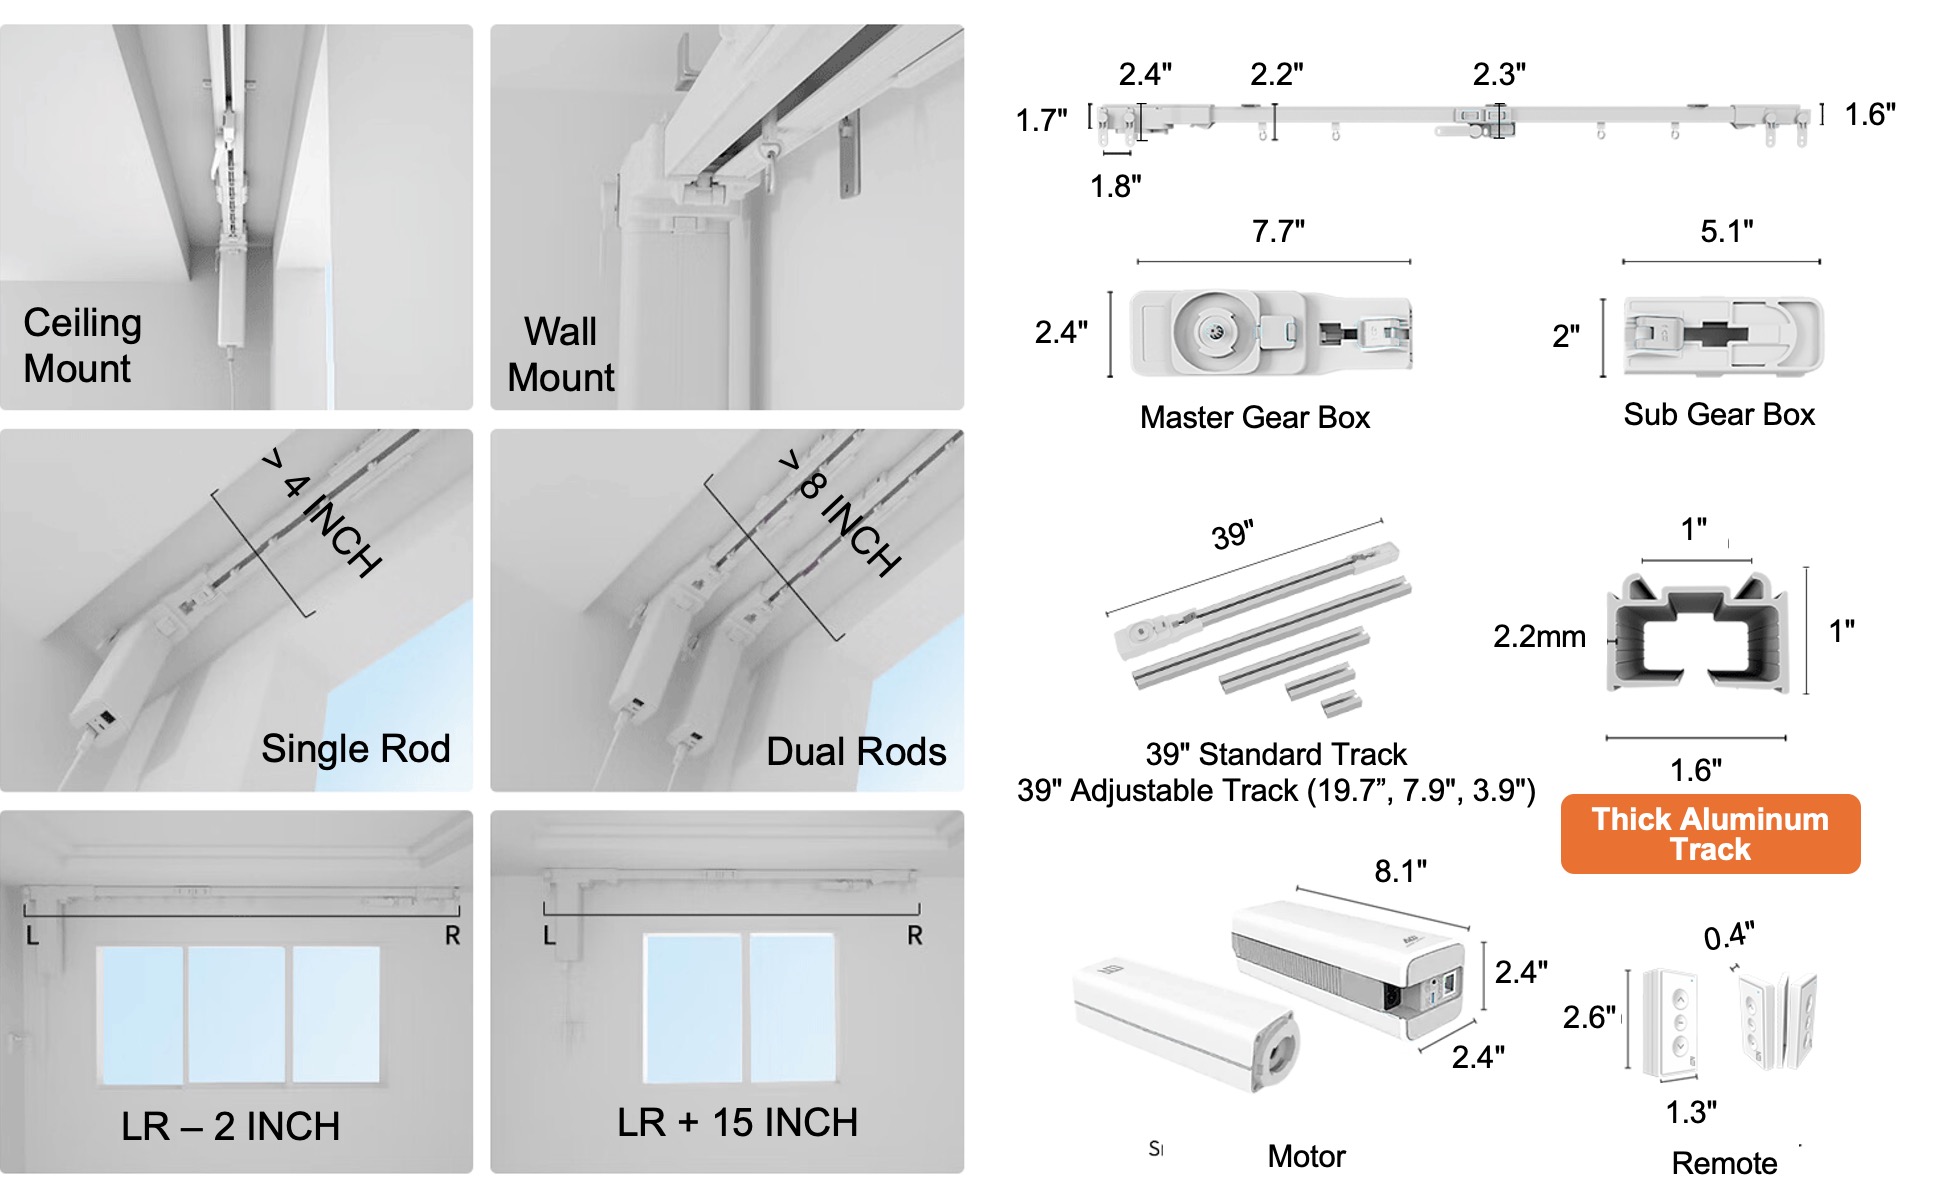 Ceiling
Mount
Wall
Mount
> 4 INCH
Single Rod
> 8 INCH
Dual Rods
L
R
LR – 2 INCH
L
R
LR + 15 INCH
2.4"
2.2"
2.3"
1.7"
1.6"
1.8"
7.7"
2.4"
Master Gear Box
5.1"
2"
Sub Gear Box
39"
39" Standard Track
39" Adjustable Track (19.7”, 7.9", 3.9")
1"
2.2mm
1"
1.6"
Thick Aluminum
Track
8.1"
2.4"
2.4"
Motor
0.4"
2.6"
1.3"
Remote